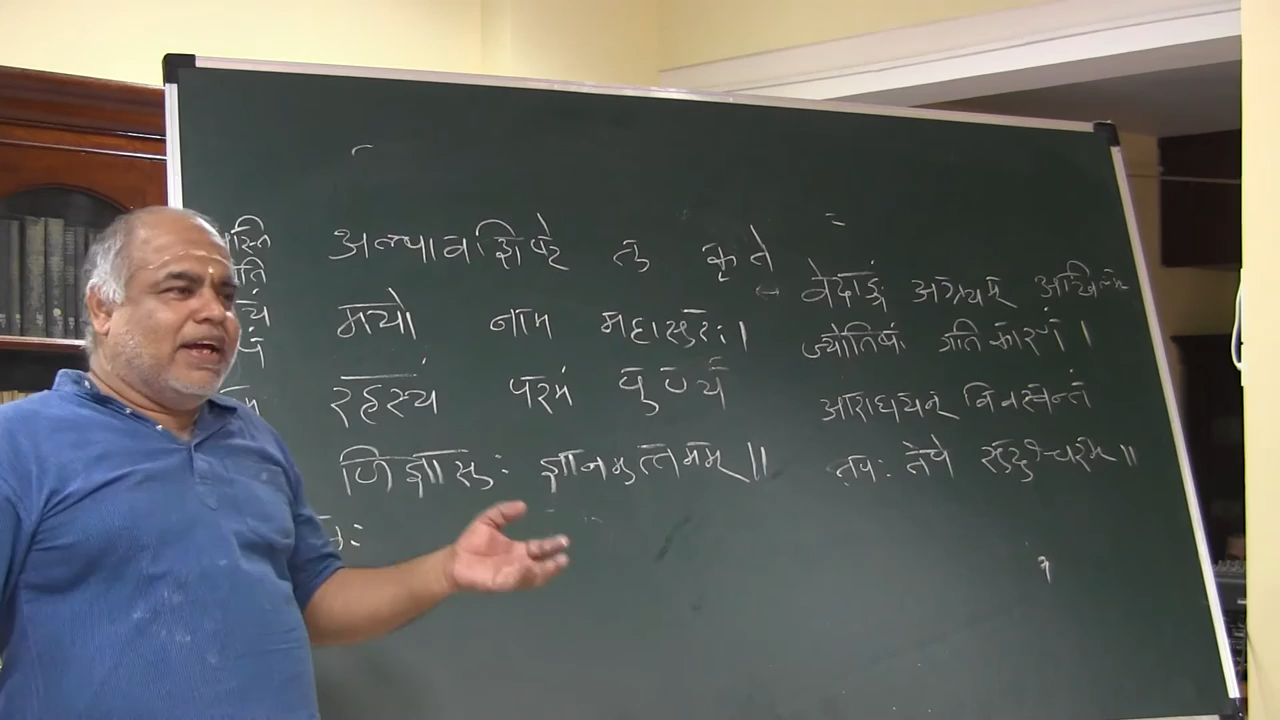 स्ति
ति
अल्पावशिष्टे तु कृते
मयो नाम महासुरः।
रहस्यं परमं पुण्यं
जिज्ञासुः ज्ञानमुत्तमम्॥
वेदाङ्गं अग्र्यम् अखिलम्
ज्योतिषां गतिकारणं।
आराधयन् विवस्वन्तं
तपः तेपे सुदुश्चरम्॥